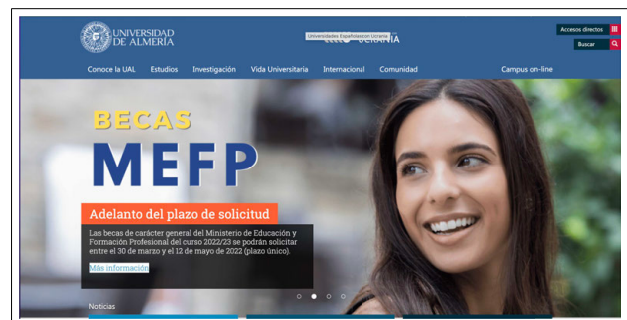 UNIVERSIDAD
DE ALMERÍA
Universidades Españolas con Ucrania
UCRANIA
Accesos directos
Buscar
Conoce la UAL Estudios Investigación Vida Universitaria Internacional Comunidad Campus on-line
BECAS
MEFP
Adelanto del plazo de solicitud
Las becas de carácter general del Ministerio de Educación y
Formación Profesional del curso 2022/23 se podrán solicitar
entre el 30 de marzo y el 12 de mayo de 2022 (plazo único).
Más información
Noticias